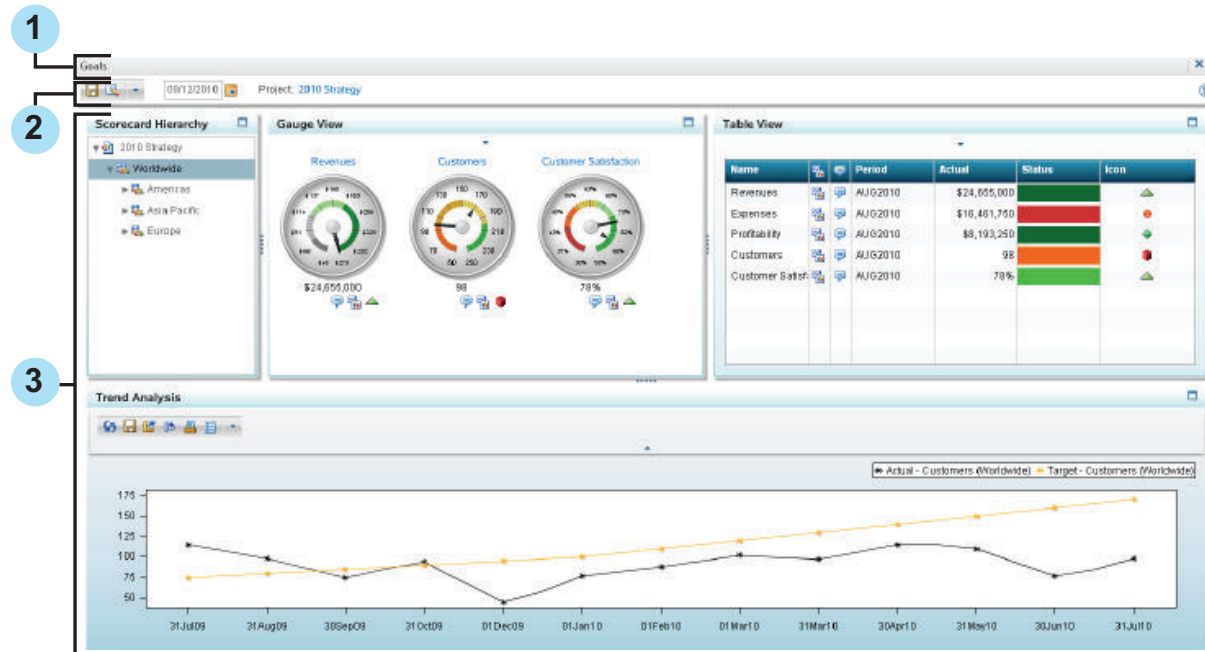 1
Goals
2
08/12/2010 Project: 2010 Strategy
3
Scorecard Hierarchy
2010 Strategy
Worldwide
Americas
Asia Pacific
Europe
Gauge View
Revenues Customers Customer Satisfaction
$24,655,000 98 78%
Table View
Name Period Actual Status Icon
Revenues AUG2010 $24,655,000
Expenses AUG2010 $16,461,750
Profitability AUG2010 $8,193,250
Customers AUG2010 98
Customer Satisf: AUG2010 78%
Trend Analysis
Actual - Customers (Worldwide) Target - Customers (Worldwide)
175
150
125
100
75
50
31Jul09 31Aug09 30Sep09 31Oct09 01Dec09 01Jan10 01Feb10 01Mar10 31Mar10 30Apr10 31May10 30Jun10 31Jul10